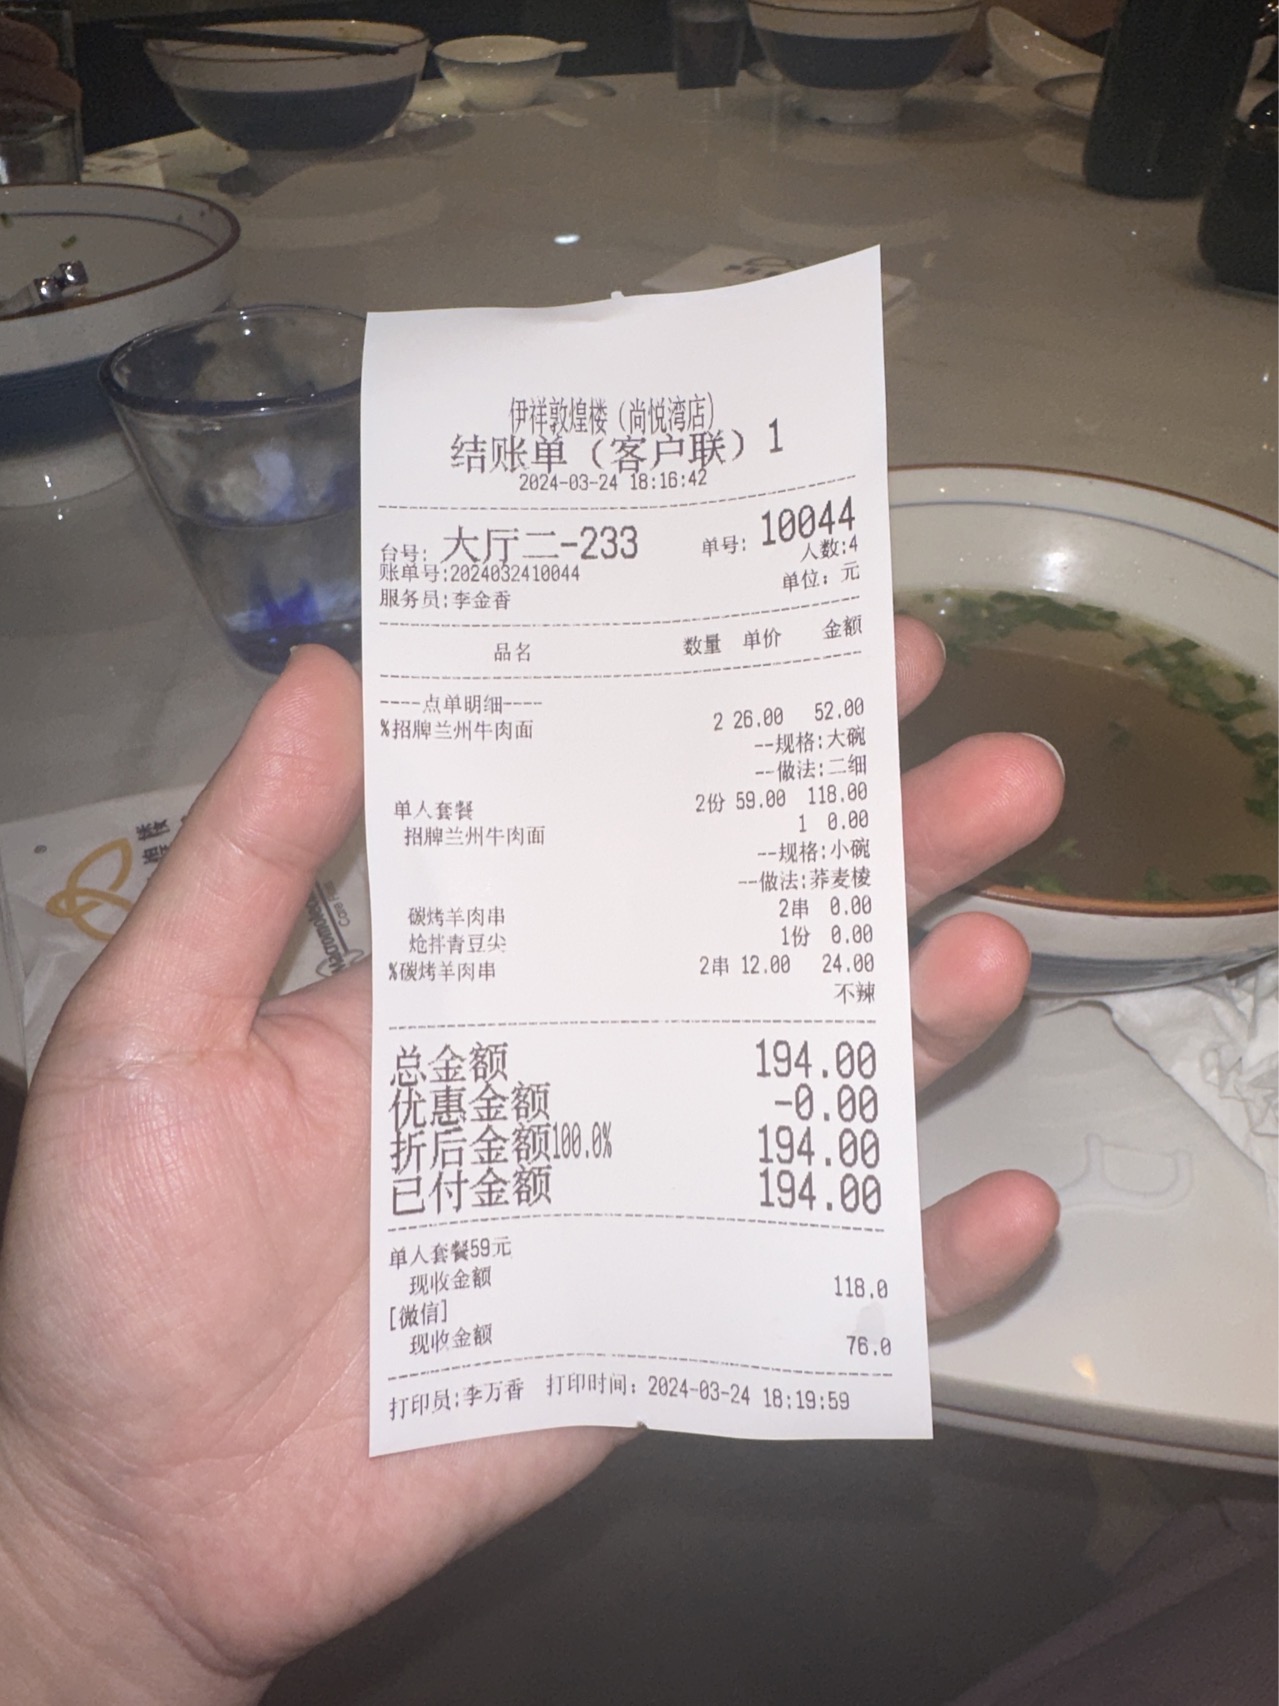 伊祥敦煌楼（尚悦湾店）
结账单（客户联）1
2024-03-24 18:16:42
台号: 大厅二-233 单号: 10044
账单号:2024032410044 人数:4
服务员:李金香 单位: 元
品名 数量 单价 金额
----点单明细----
%招牌兰州牛肉面 2 26.00 52.00
--规格:大碗
--做法:二细
单人套餐 2份 59.00 118.00
招牌兰州牛肉面 1 0.00
--规格:小碗
--做法:荞麦棱
碳烤羊肉串 2串 0.00
炝拌青豆尖 1份 0.00
%碳烤羊肉串 2串 12.00 24.00
不辣
总金额 194.00
优惠金额 -0.00
折后金额100.0% 194.00
已付金额 194.00
单人套餐59元
现收金额 118.0
[微信]
现收金额 76.0
打印员:李万香 打印时间: 2024-03-24 18:19:59